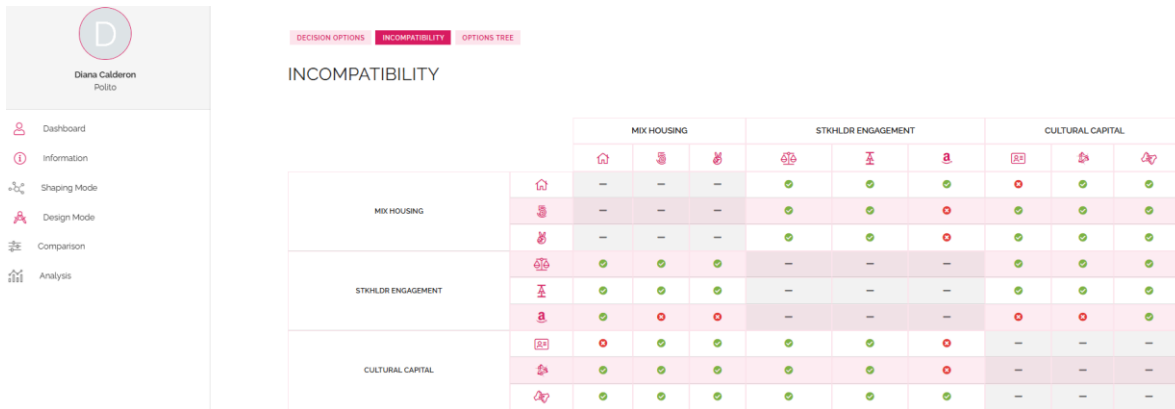 D
Diana Calderon
Polito
Dashboard
Information
Shaping Mode
Design Mode
Comparison
Analysis
DECISION OPTIONS INCOMPATIBILITY OPTIONS TREE
INCOMPATIBILITY
MIX HOUSING STKHLDR ENGAGEMENT CULTURAL CAPITAL
a
MIX HOUSING
STKHLDR ENGAGEMENT
a
CULTURAL CAPITAL